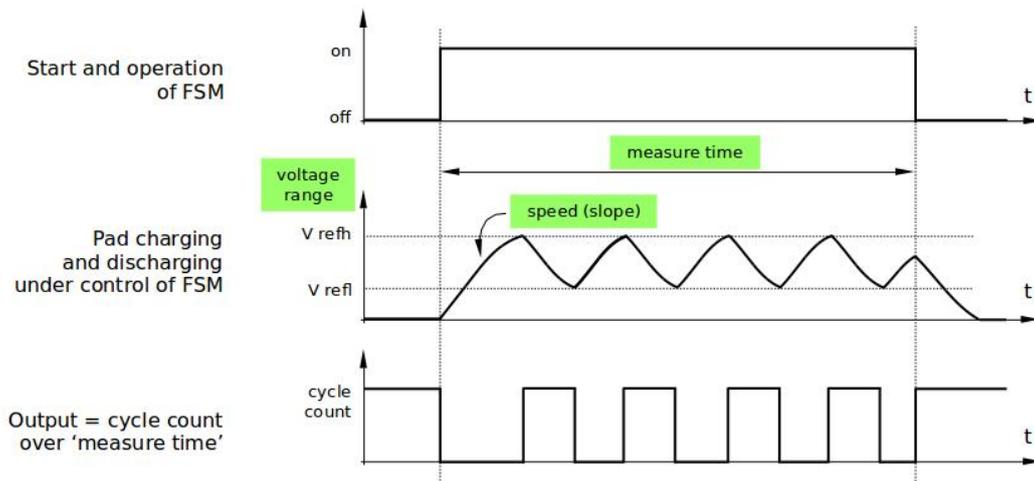 Start and operation
of FSM
on
off
t
measure time
voltage
range
speed (slope)
Pad charging
and discharging
under control of FSM
V refh
V refl
t
Output = cycle count
over ‘measure time’
cycle
count
t